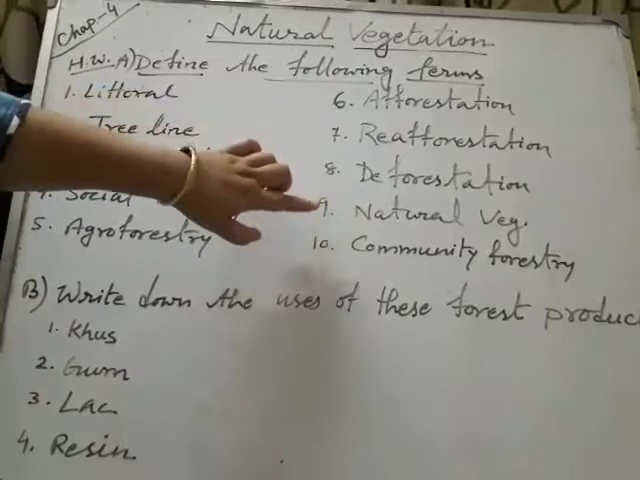 Chap-4
Natural Vegetation
H.W. A) Define the following terms
1. Littoral
Tree line
4. Social
5. Agroforestry
6. Afforestation
7. Reafforestation
8. Deforestation
9. Natural Veg.
10. Community forestry
B) Write down the uses of these forest produc
1. Khus
2. Gum
3. Lac
4. Resin